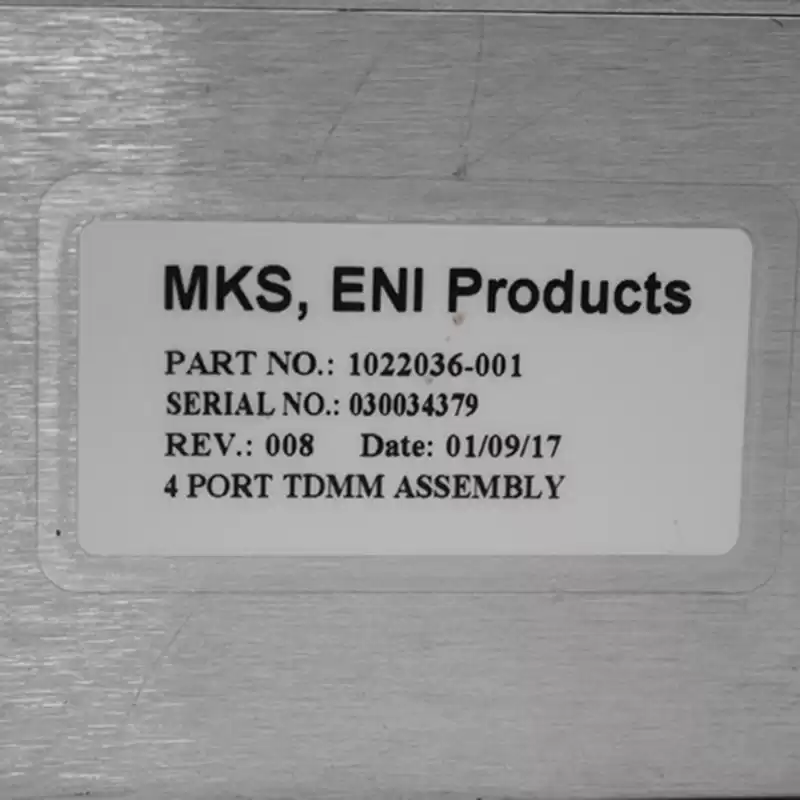 MKS, ENI Products
PART NO.: 1022036-001
SERIAL NO.: 030034379
REV.: 008 Date: 01/09/17
4 PORT TDMM ASSEMBLY